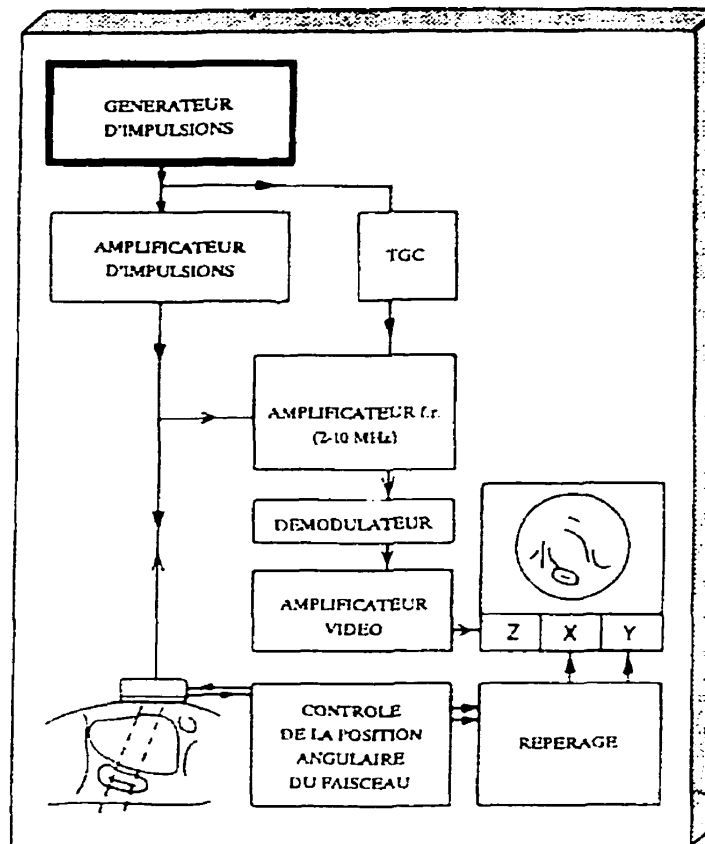 GENERATEUR
D'IMPULSIONS
AMPLIFICATEUR
D'IMPULSIONS
TGC
AMPLIFICATEUR f.r.
(2-10 MHz)
DEMODULATEUR
AMPLIFICATEUR
VIDEO
Z X Y
CONTROLE
DE LA POSITION
ANGULAIRE
DU FAISCEAU
REPERAGE